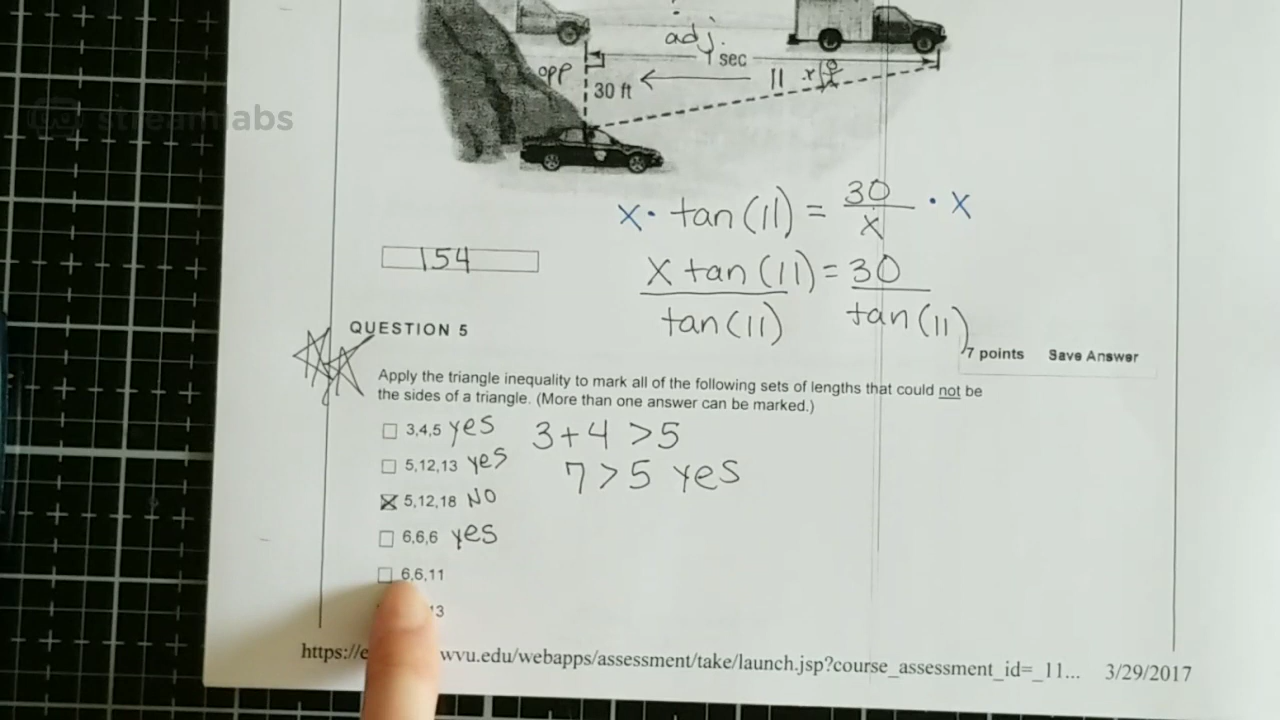 adj.
sec
opp
30 ft
11
streamlabs
x · tan(11) = 30/x · x
154
x tan(11) = 30
tan(11) tan(11)
QUESTION 5
7 points Save Answer
Apply the triangle inequality to mark all of the following sets of lengths that could not be
the sides of a triangle. (More than one answer can be marked.)
3,4,5 yes 3+4 >5
5,12,13 yes 7>5 yes
5,12,18 NO
6,6,6 yes
6,6,11
13
https://e wvu.edu/webapps/assessment/take/launch.jsp?course_assessment_id=_11... 3/29/2017